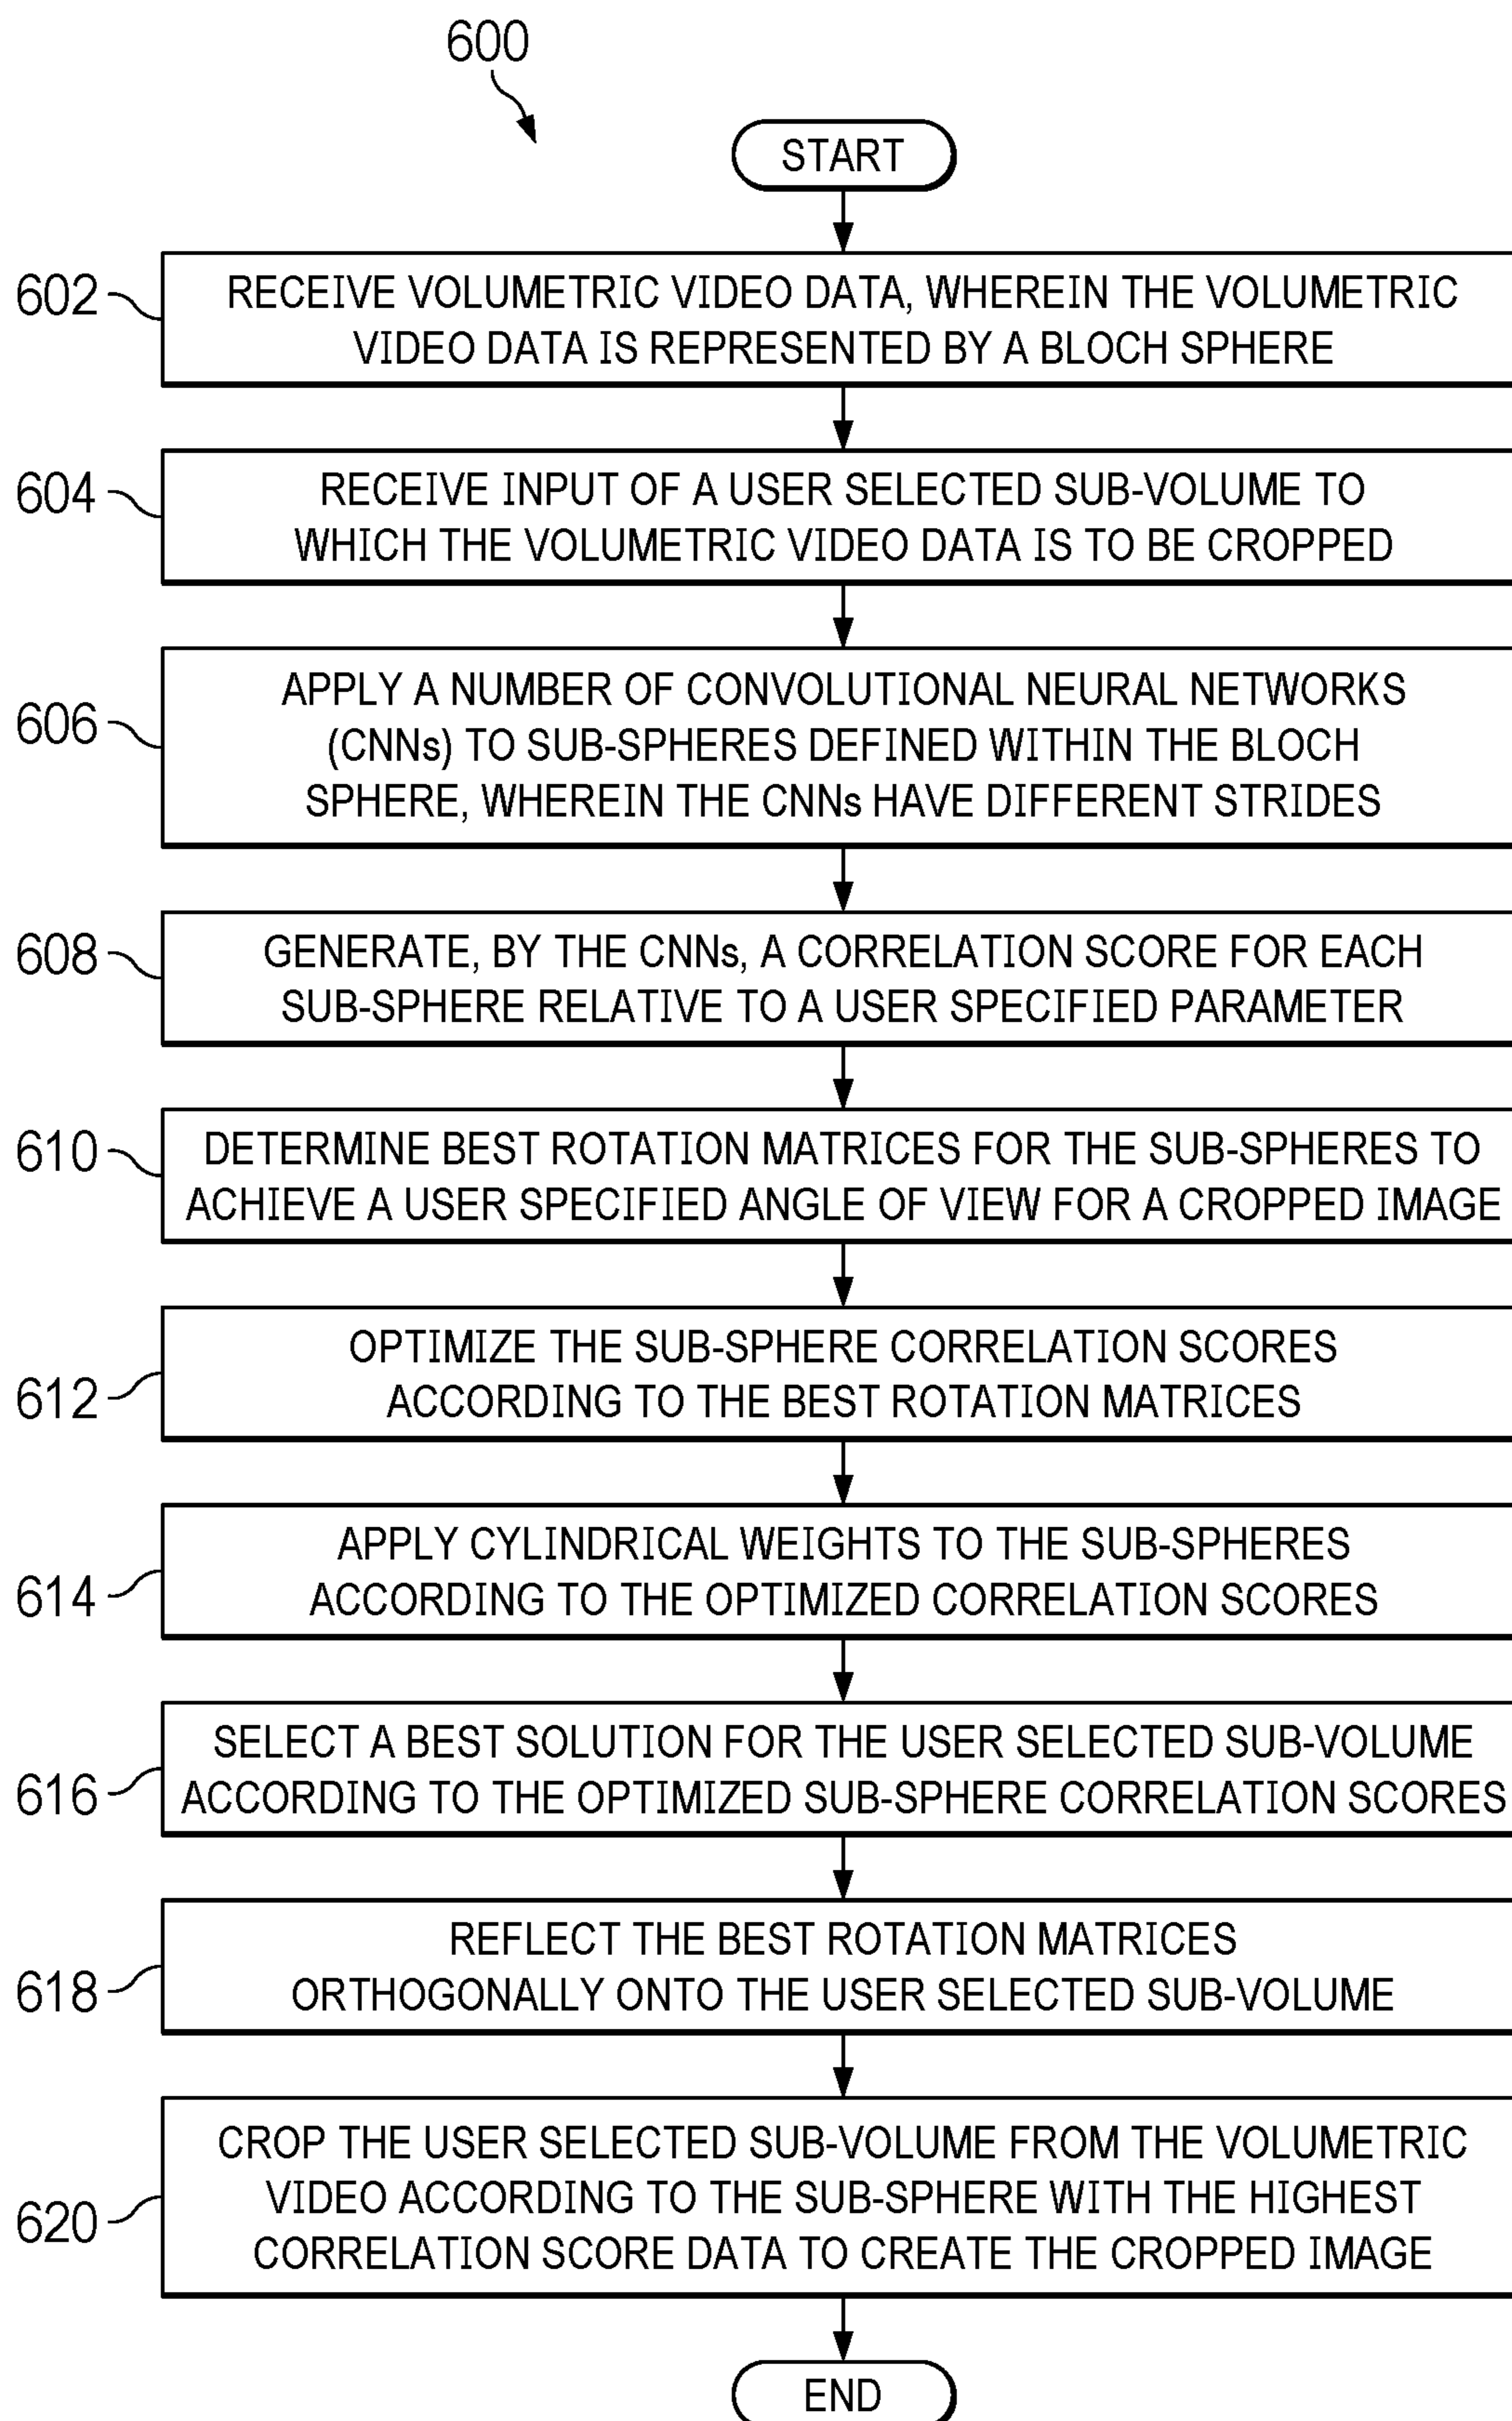 600
START
602
RECEIVE VOLUMETRIC VIDEO DATA, WHEREIN THE VOLUMETRIC
VIDEO DATA IS REPRESENTED BY A BLOCH SPHERE
604
RECEIVE INPUT OF A USER SELECTED SUB-VOLUME TO
WHICH THE VOLUMETRIC VIDEO DATA IS TO BE CROPPED
606
APPLY A NUMBER OF CONVOLUTIONAL NEURAL NETWORKS
(CNNs) TO SUB-SPHERES DEFINED WITHIN THE BLOCH
SPHERE, WHEREIN THE CNNs HAVE DIFFERENT STRIDES
608
GENERATE, BY THE CNNs, A CORRELATION SCORE FOR EACH
SUB-SPHERE RELATIVE TO A USER SPECIFIED PARAMETER
610
DETERMINE BEST ROTATION MATRICES FOR THE SUB-SPHERES TO
ACHIEVE A USER SPECIFIED ANGLE OF VIEW FOR A CROPPED IMAGE
612
OPTIMIZE THE SUB-SPHERE CORRELATION SCORES
ACCORDING TO THE BEST ROTATION MATRICES
614
APPLY CYLINDRICAL WEIGHTS TO THE SUB-SPHERES
ACCORDING TO THE OPTIMIZED CORRELATION SCORES
616
SELECT A BEST SOLUTION FOR THE USER SELECTED SUB-VOLUME
ACCORDING TO THE OPTIMIZED SUB-SPHERE CORRELATION SCORES
618
REFLECT THE BEST ROTATION MATRICES
ORTHOGONALLY ONTO THE USER SELECTED SUB-VOLUME
620
CROP THE USER SELECTED SUB-VOLUME FROM THE VOLUMETRIC
VIDEO ACCORDING TO THE SUB-SPHERE WITH THE HIGHEST
CORRELATION SCORE DATA TO CREATE THE CROPPED IMAGE
END